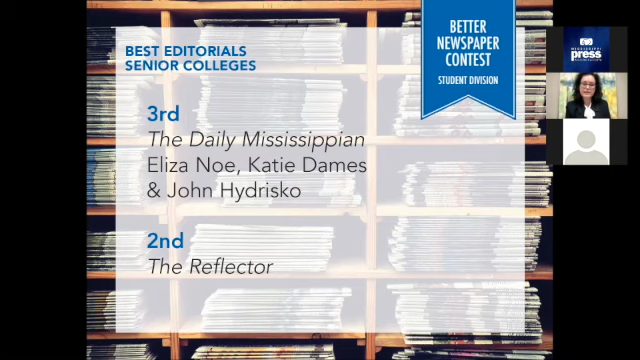 BEST EDITORIALS
SENIOR COLLEGES
BETTER
NEWSPAPER
CONTEST
STUDENT DIVISION
3rd
The Daily Mississippian
Eliza Noe, Katie Dames
& John Hydrisko
2nd
The Reflector
MISSISSIPPI
press